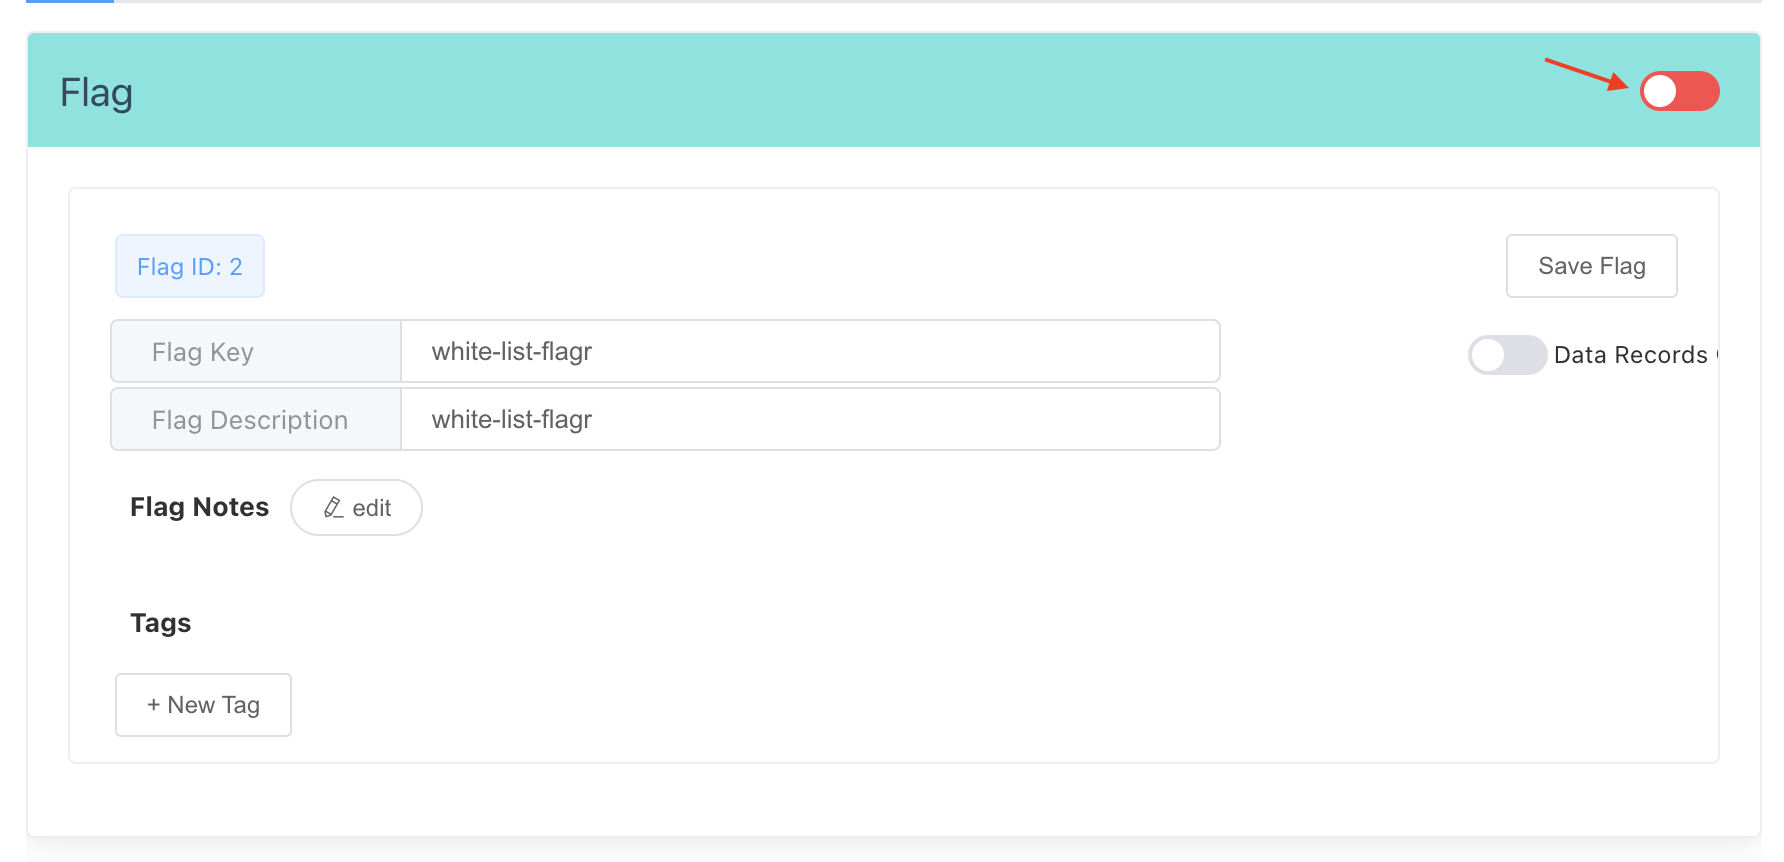 Flag
Flag ID: 2
Save Flag
Flag Key
white-list-flagr
Data Records
Flag Description
white-list-flagr
Flag Notes
edit
Tags
+ New Tag